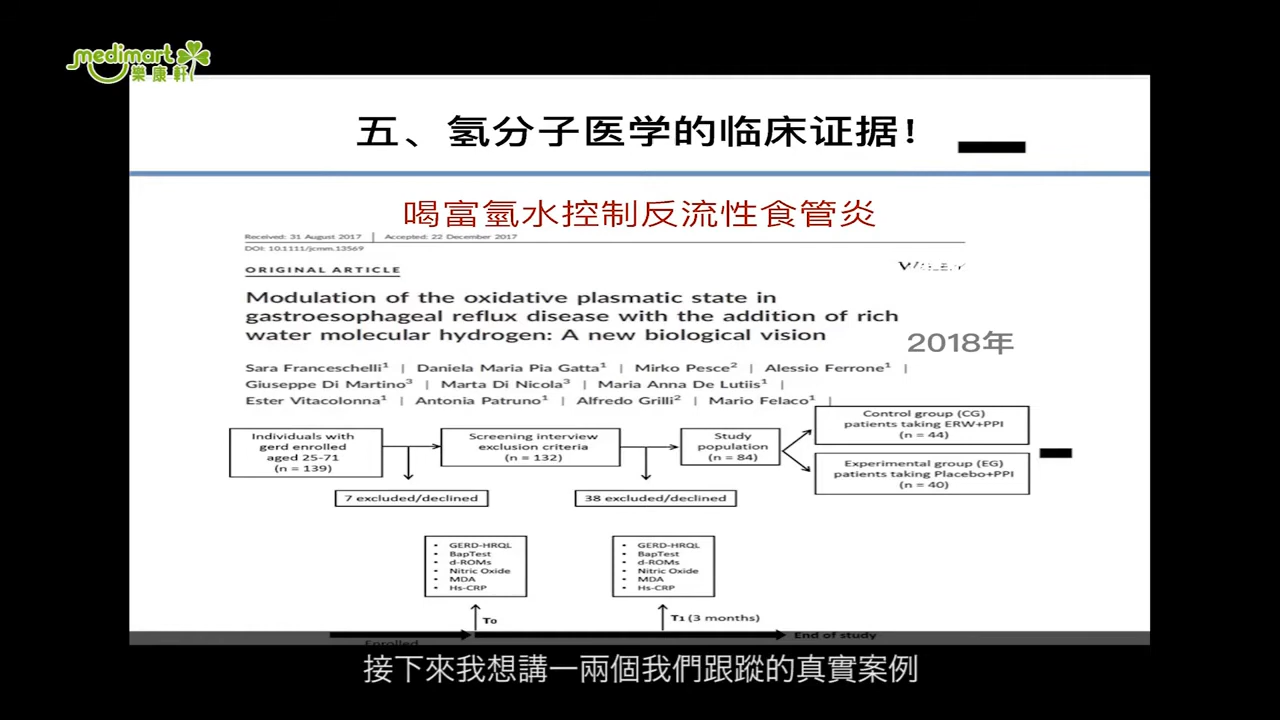 medimart
樂康軒
五、氢分子医学的临床证据！
喝富氫水控制反流性食管炎
Received: 31 August 2017 | Accepted: 22 December 2017
DOI: 10.1111/jcmm.13569
ORIGINAL ARTICLE
WILEY
Modulation of the oxidative plasmatic state in
gastroesophageal reflux disease with the addition of rich
water molecular hydrogen: A new biological vision
2018年
Sara Franceschelli1 | Daniela Maria Pia Gatta1 | Mirko Pesce2 | Alessio Ferrone1 |
Giuseppe Di Martino3 | Marta Di Nicola3 | Maria Anna De Lutiis1 |
Ester Vitacolonna1 | Antonia Patruno1 | Alfredo Grilli2 | Mario Felaco1 |
Individuals with
gerd enrolled
aged 25-71
(n = 139)
Screening interview
exclusion criteria
(n = 132)
Study
population
(n = 84)
Control group (CG)
patients taking ERW+PPI
(n = 44)
Experimental group (EG)
patients taking Placebo+PPI
(n = 40)
7 excluded/declined
38 excluded/declined
• GERD-HRQL
• BapTest
• d-ROMs
• Nitric Oxide
• MDA
• Hs-CRP
• GERD-HRQL
• BapTest
• d-ROMs
• Nitric Oxide
• MDA
• Hs-CRP
T0
T1 (3 months)
Enrolled
End of study
接下來我想講一兩個我們跟蹤的真實案例